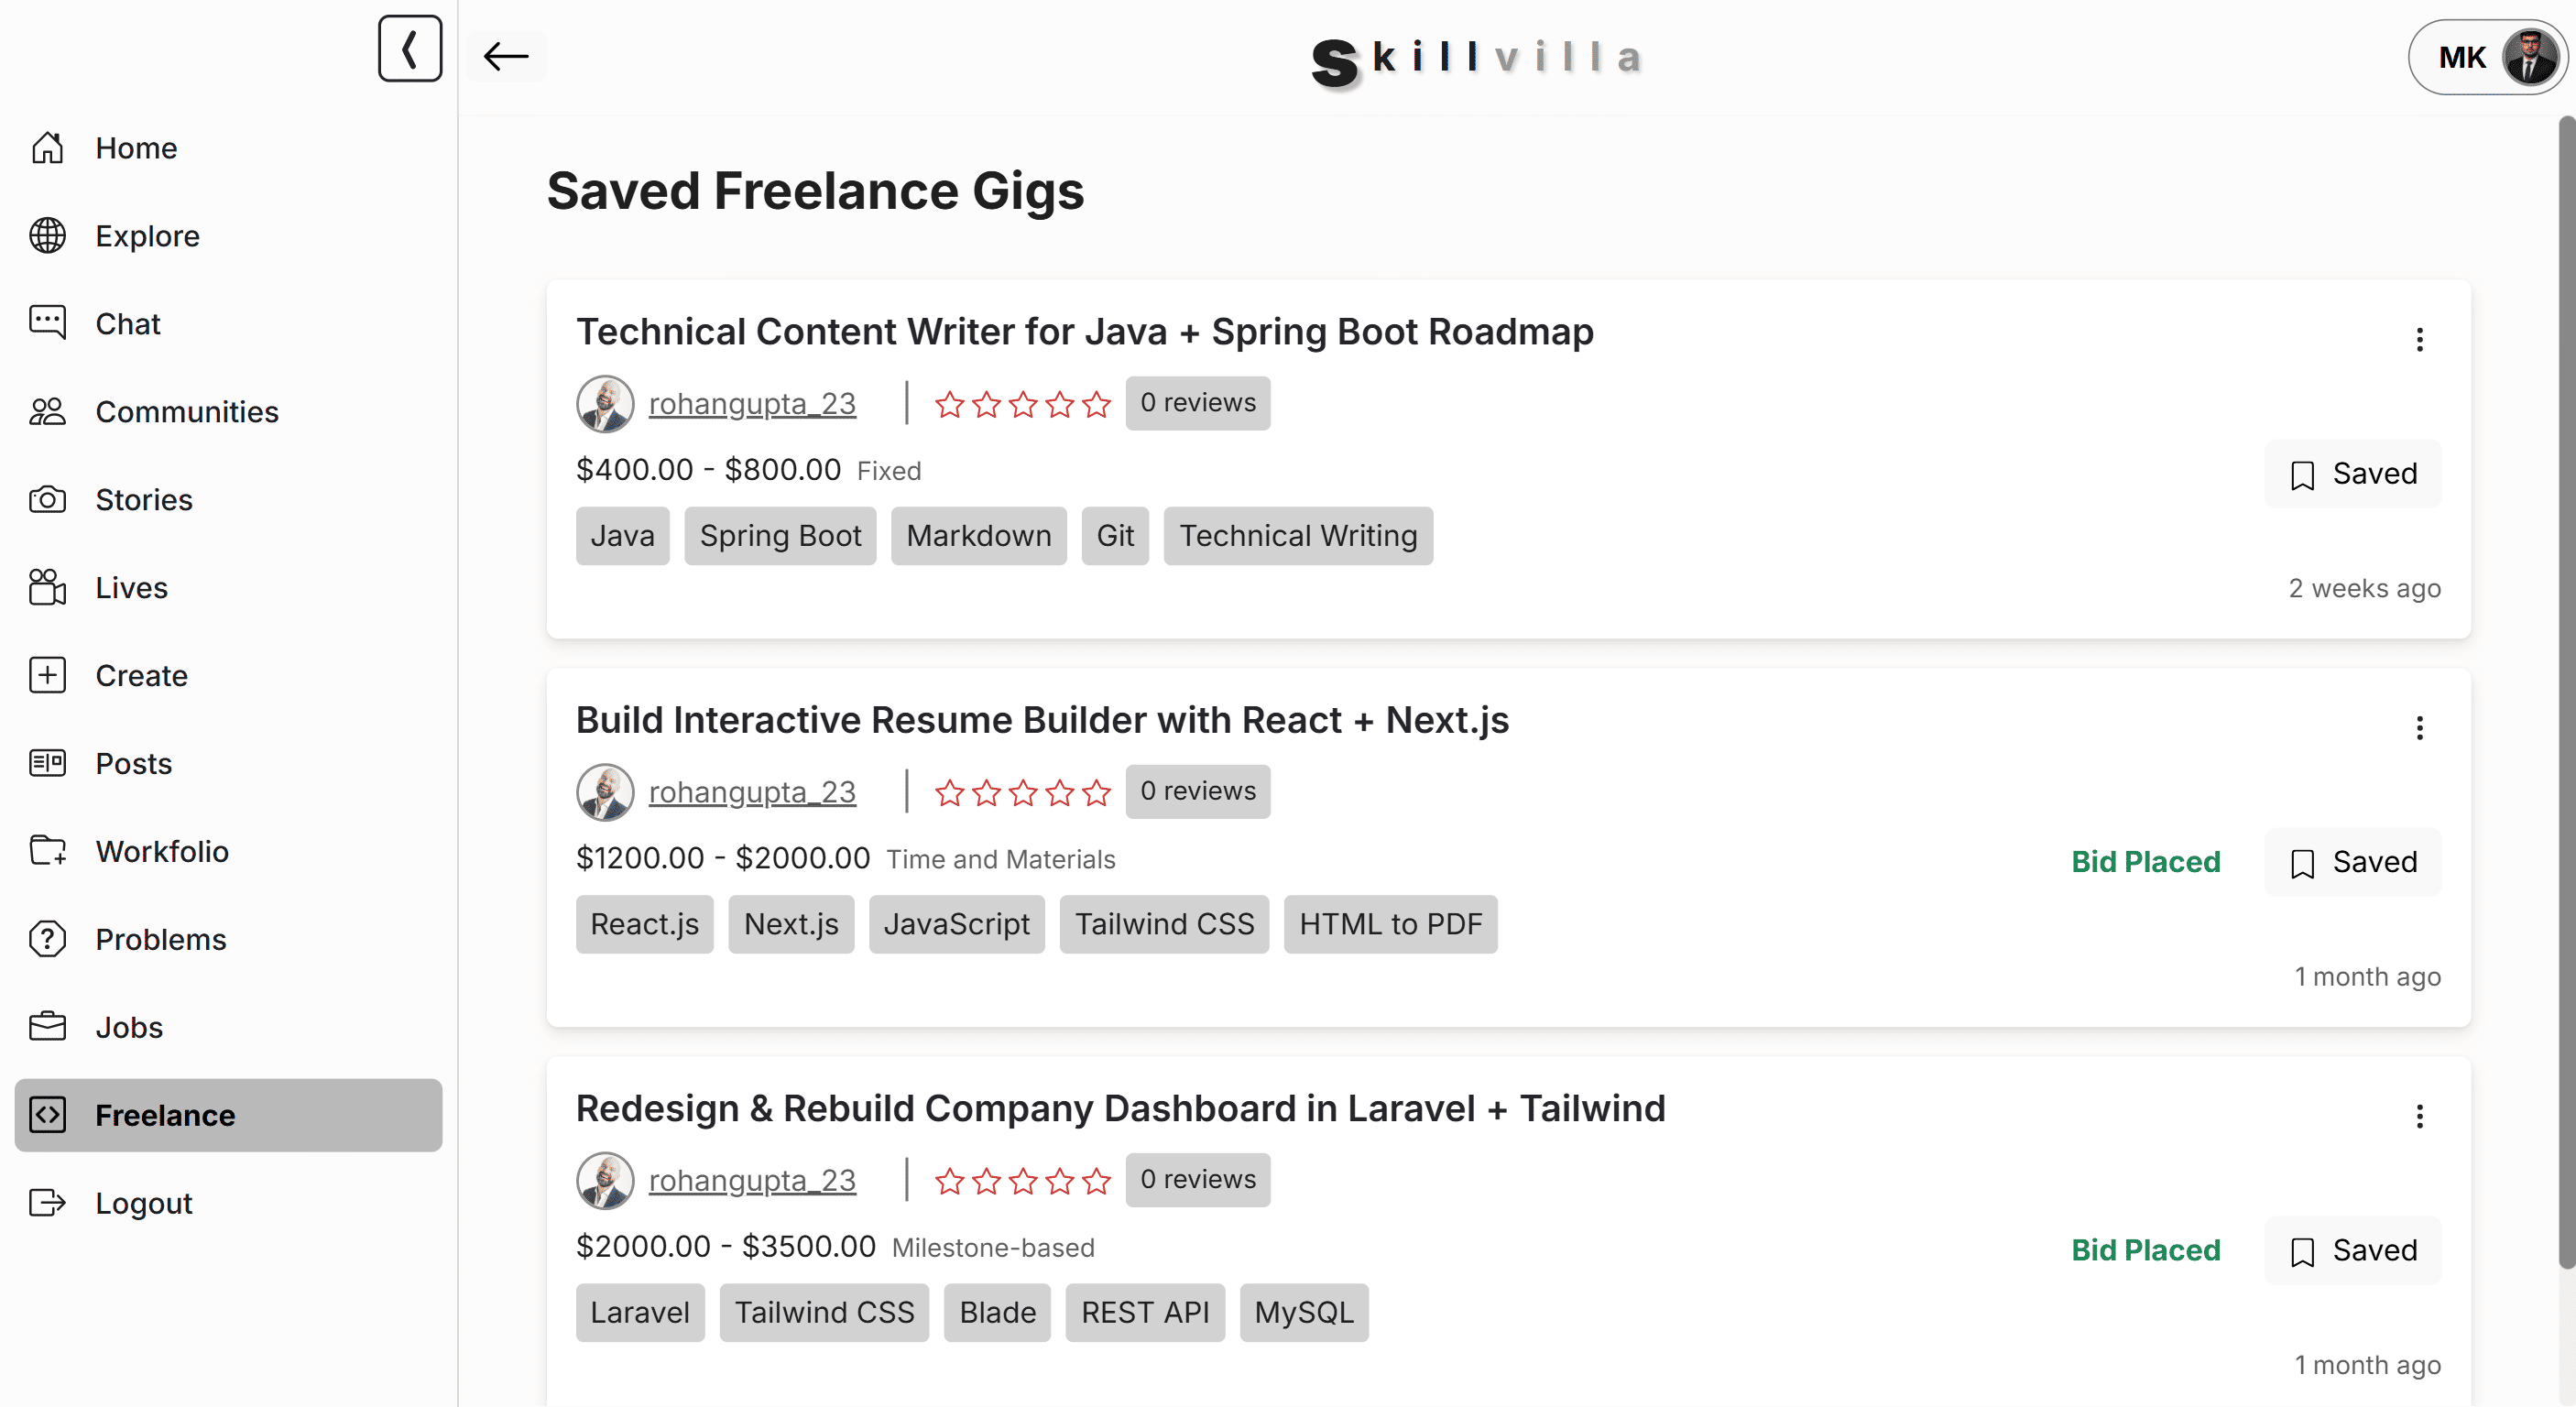 Skillvilla
MK
Home
Explore
Chat
Communities
Stories
Lives
Create
Posts
Workfolio
Problems
Jobs
Freelance
Logout
Saved Freelance Gigs
Technical Content Writer for Java + Spring Boot Roadmap
rohangupta_23 0 reviews
$400.00 - $800.00 Fixed
Saved
Java Spring Boot Markdown Git Technical Writing
2 weeks ago
Build Interactive Resume Builder with React + Next.js
rohangupta_23 0 reviews
$1200.00 - $2000.00 Time and Materials
Bid Placed Saved
React.js Next.js JavaScript Tailwind CSS HTML to PDF
1 month ago
Redesign & Rebuild Company Dashboard in Laravel + Tailwind
rohangupta_23 0 reviews
$2000.00 - $3500.00 Milestone-based
Bid Placed Saved
Laravel Tailwind CSS Blade REST API MySQL
1 month ago